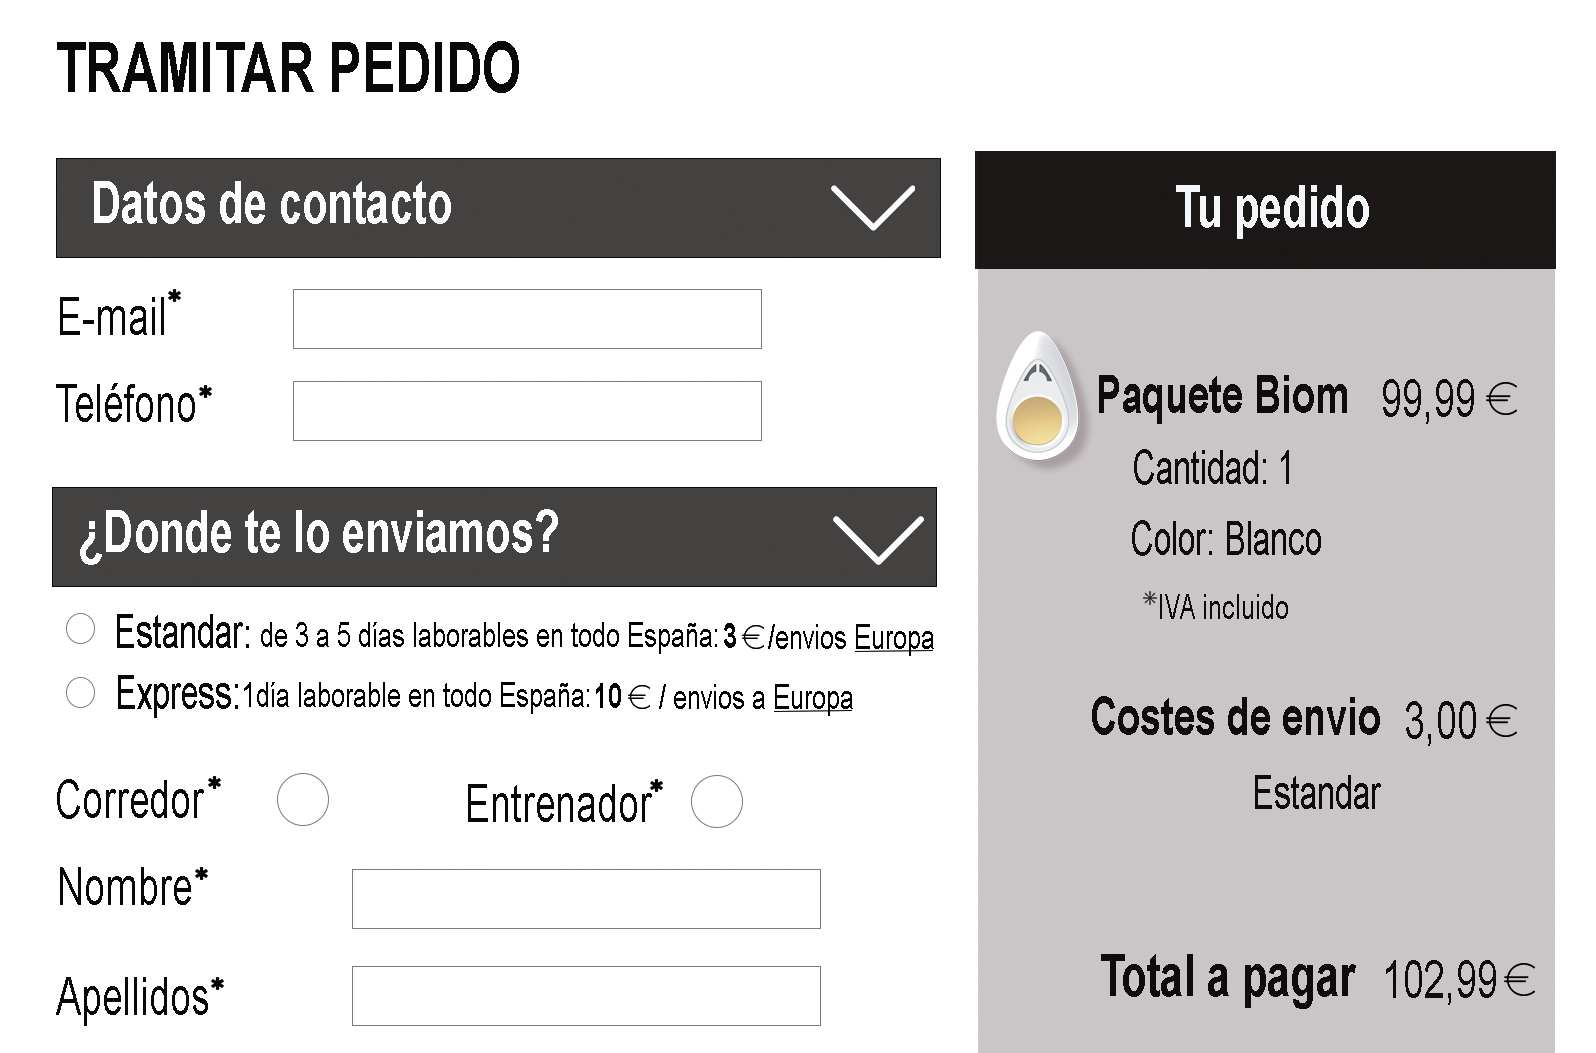 TRAMITAR PEDIDO
Datos de contacto
E-mail*
Teléfono*
¿Donde te lo enviamos?
Estandar: de 3 a 5 días laborables en todo España: 3 €/envios Europa
Express:1día laborable en todo España:10 € / envios a Europa
Corredor* Entrenador*
Nombre*
Apellidos*
Tu pedido
Paquete Biom 99,99 €
Cantidad: 1
Color: Blanco
*IVA incluido
Costes de envio 3,00 €
Estandar
Total a pagar 102,99 €